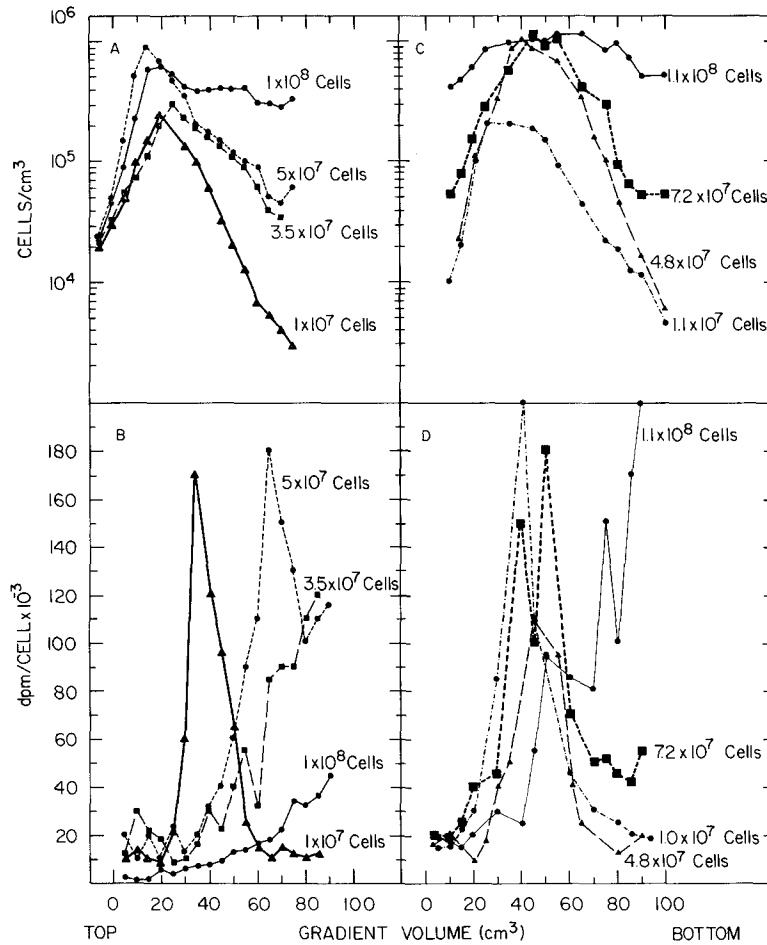 A
C
10⁶
10⁵
10⁴
CELLS/cm³
1x10⁸ Cells
5x10⁷ Cells
3.5x10⁷ Cells
1x10⁷ Cells
1.1x10⁸ Cells
7.2x10⁷ Cells
4.8x10⁷ Cells
1.1x10⁷ Cells
B
D
180
160
140
120
100
80
60
40
20
dpm/CELL x10⁻³
5x10⁷ Cells
3.5x10⁷ Cells
1x10⁸ Cells
1x10⁷ Cells
1.1x10⁸ Cells
7.2x10⁷ Cells
1.0x10⁷ Cells
4.8x10⁷ Cells
0 20 40 60 80 100
0 20 40 60 80 100
TOP GRADIENT VOLUME (cm³) BOTTOM